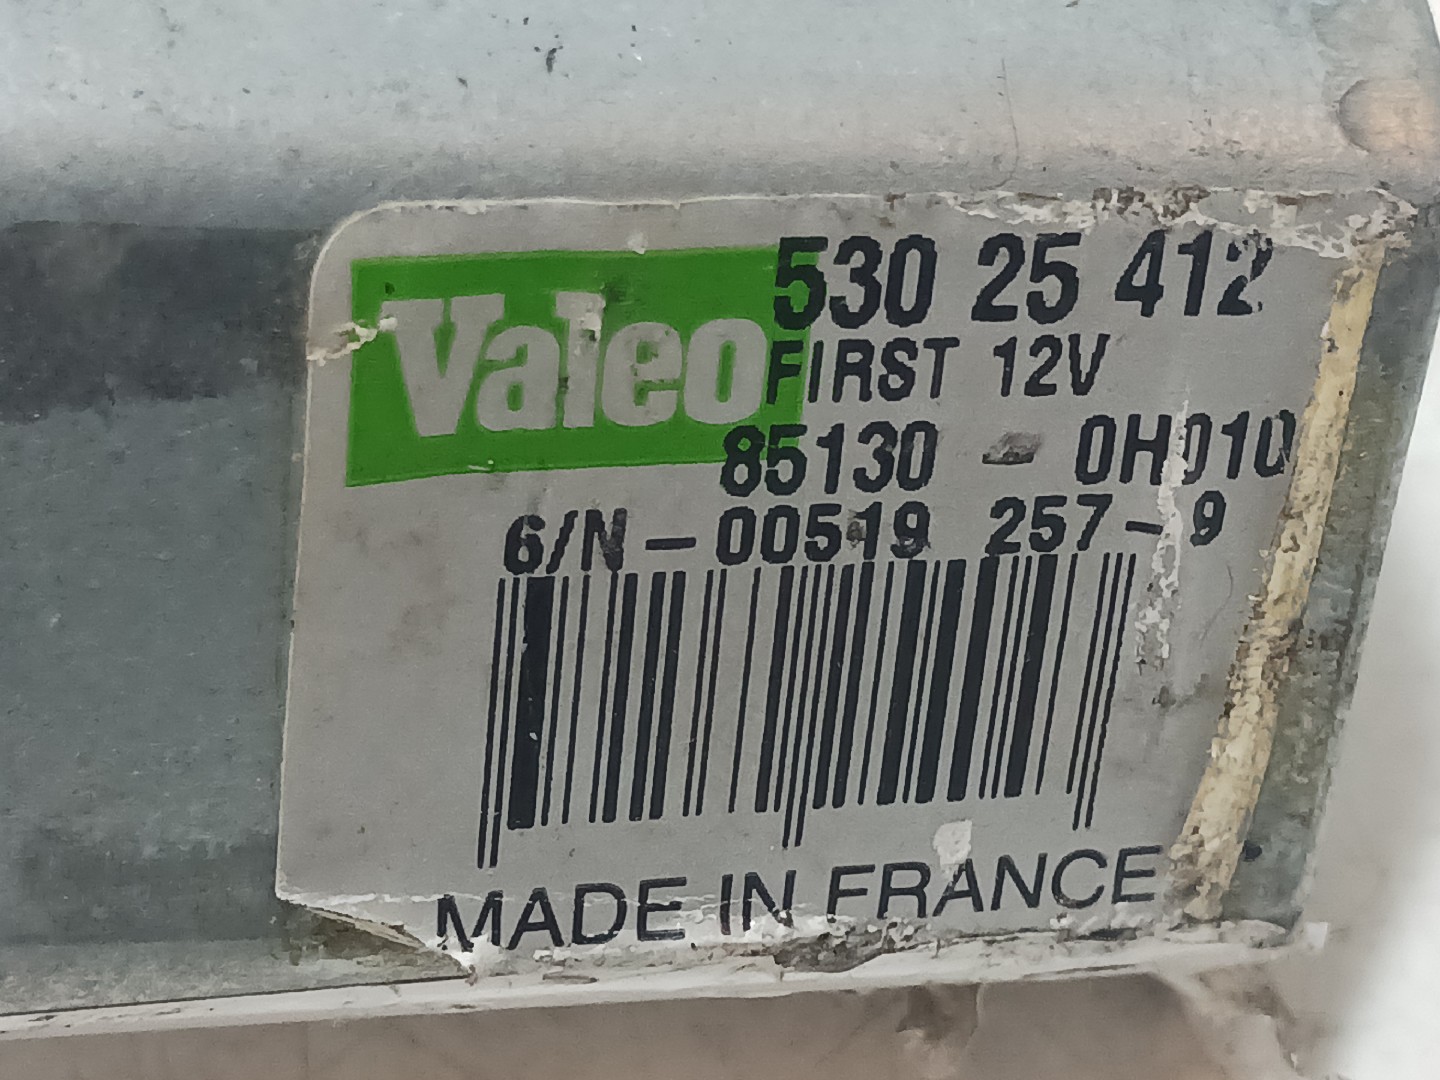 Valeo
530 25 412
FIRST 12V
85130 - 0H010
6/N-00519 257-9
MADE IN FRANCE